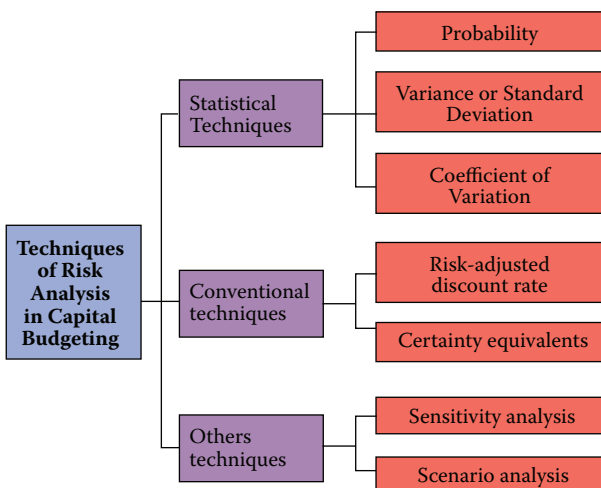 Techniques
of Risk
Analysis
in Capital
Budgeting
Statistical
Techniques
Probability
Variance or Standard
Deviation
Coefficient of
Variation
Conventional
techniques
Risk-adjusted
discount rate
Certainty equivalents
Others
techniques
Sensitivity analysis
Scenario analysis